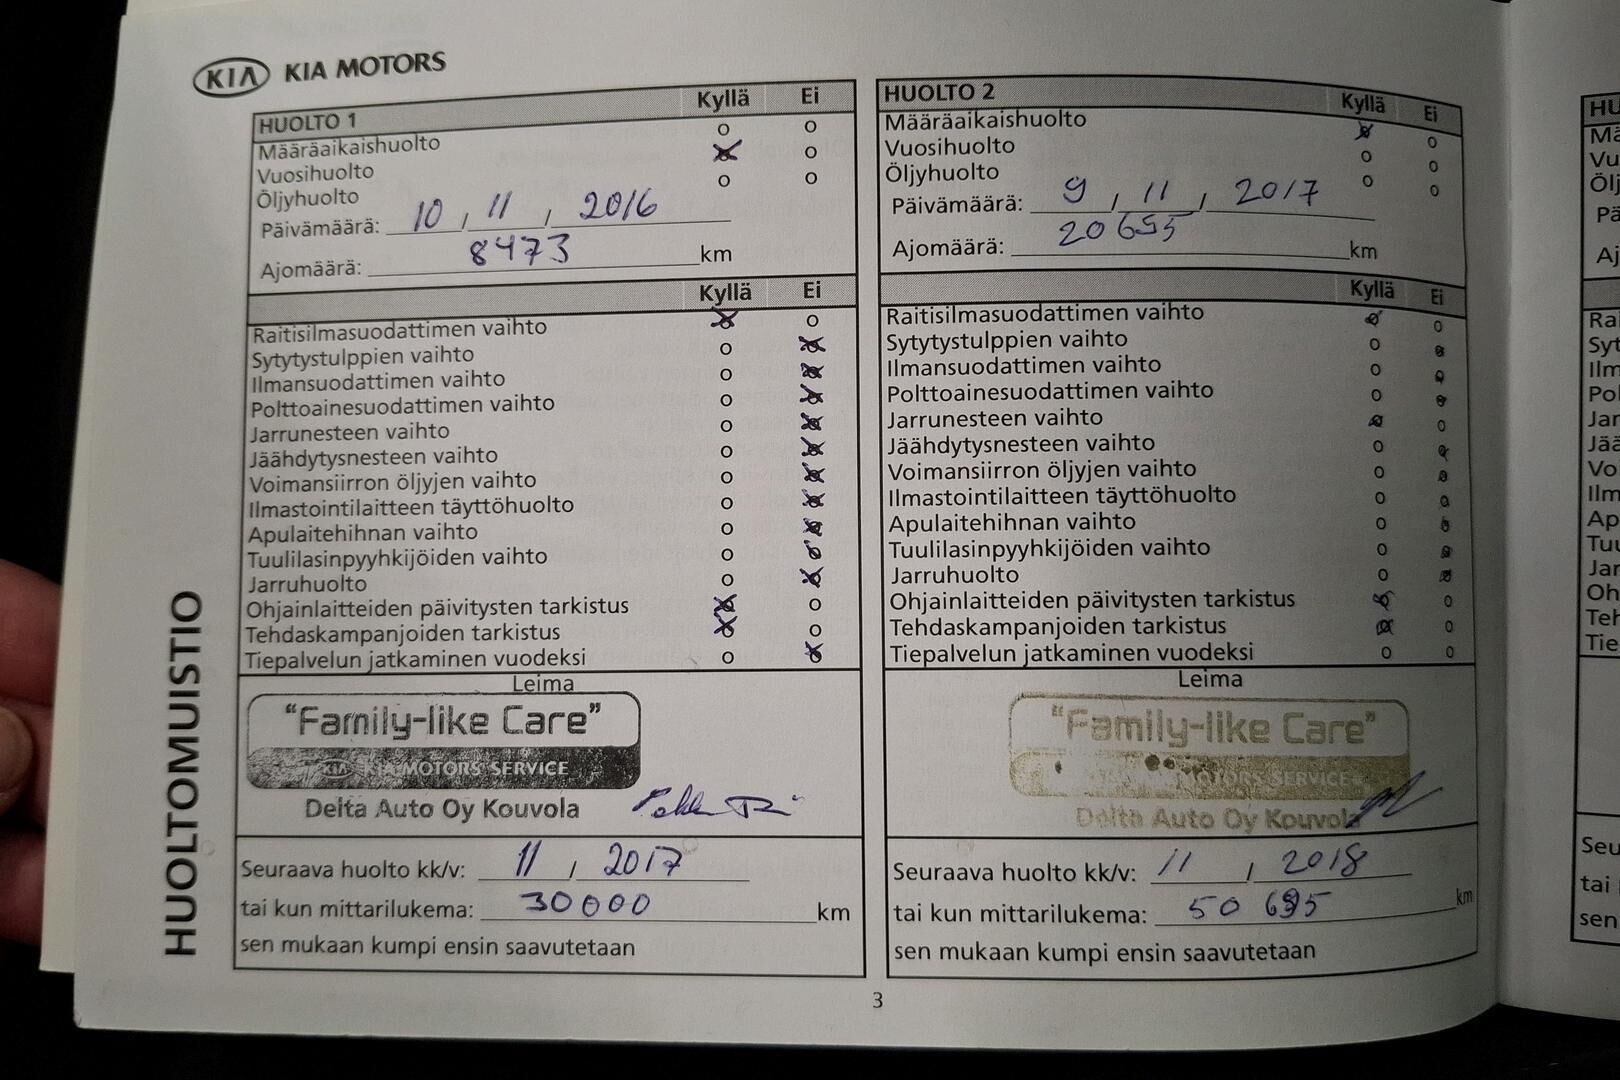 KIA KIA MOTORS
HUOLTOMUISTIO
HUOLTO 1 Kyllä Ei
Määräaikaishuolto o o
Vuosihuolto o o
Öljyhuolto o o
Päivämäärä: 10, 11, 2016
Ajomäärä: 8473 km
Kyllä Ei
Raitisilmasuodattimen vaihto o o
Sytytystulppien vaihto o o
Ilmansuodattimen vaihto o o
Polttoainesuodattimen vaihto o o
Jarrunesteen vaihto o o
Jäähdytysnesteen vaihto o o
Voimansiirron öljyjen vaihto o o
Ilmastointilaitteen täyttöhuolto o o
Apulaitehihnan vaihto o o
Tuulilasinpyyhkijöiden vaihto o o
Jarruhuolto o o
Ohjainlaitteiden päivitysten tarkistus o o
Tehdaskampanjoiden tarkistus o o
Tiepalvelun jatkaminen vuodeksi o o
Leima
"Family-like Care"
KIA KIA MOTORS SERVICE
Delta Auto Oy Kouvola
Seuraava huolto kk/v: 11 / 2017
tai kun mittarilukema: 30000 km
sen mukaan kumpi ensin saavutetaan
HUOLTO 2 Kyllä Ei
Määräaikaishuolto o o
Vuosihuolto o o
Öljyhuolto o o
Päivämäärä: 9, 11, 2017
Ajomäärä: 20655 km
Kyllä Ei
Raitisilmasuodattimen vaihto o o
Sytytystulppien vaihto o o
Ilmansuodattimen vaihto o o
Polttoainesuodattimen vaihto o o
Jarrunesteen vaihto o o
Jäähdytysnesteen vaihto o o
Voimansiirron öljyjen vaihto o o
Ilmastointilaitteen täyttöhuolto o o
Apulaitehihnan vaihto o o
Tuulilasinpyyhkijöiden vaihto o o
Jarruhuolto o o
Ohjainlaitteiden päivitysten tarkistus o o
Tehdaskampanjoiden tarkistus o o
Tiepalvelun jatkaminen vuodeksi o o
Leima
"Family-like Care"
MOTORS SERVICE
Delta Auto Oy Kouvola
Seuraava huolto kk/v: 11 / 2018
tai kun mittarilukema: 50 695 km
sen mukaan kumpi ensin saavutetaan
3